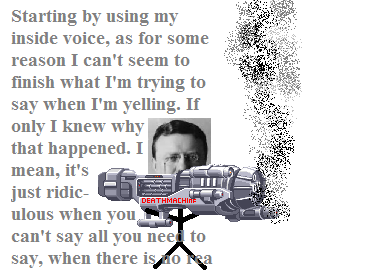 Starting by using my
inside voice, as for some
reason I can't seem to
finish what I'm trying to
say when I'm yelling. If
only I knew why
that happened. I
mean, it's
just ridic-
DEATHMACHINE
ulous when you
can't say all you need to
say, when there is no rea